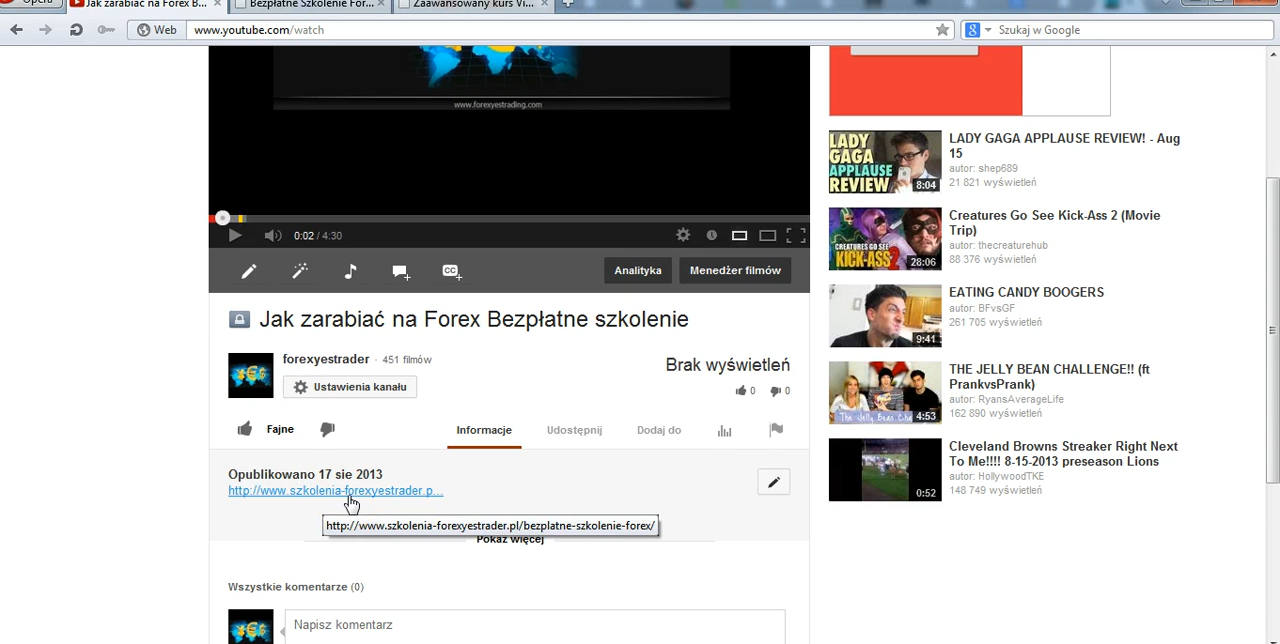 Opera
Jak zarabiać na Forex B...
Bezpłatne Szkolenie For...
Zaawansowany kurs Vi...
Web
www.youtube.com/watch
Szukaj w Google
www.forexyestrading.com
0:02 / 4:30
Analityka
Menedżer filmów
Jak zarabiać na Forex Bezpłatne szkolenie
forexyestrader · 451 filmów
Ustawienia kanału
Brak wyświetleń
0 0
Fajne
Informacje
Udostępnij
Dodaj do
Opublikowano 17 sie 2013
http://www.szkolenia-forexyestrader.p...
http://www.szkolenia-forexyestrader.pl/bezplatne-szkolenie-forex/
Pokaż więcej
Wszystkie komentarze (0)
Napisz komentarz
LADY GAGA APPLAUSE REVIEW
8:04
LADY GAGA APPLAUSE REVIEW! - Aug
15
autor: shep689
21 821 wyświetleń
CREATURES GO SEE
KICK-ASS 2
28:06
Creatures Go See Kick-Ass 2 (Movie
Trip)
autor: thecreaturehub
88 376 wyświetleń
9:41
EATING CANDY BOOGERS
autor: BFvsGF
261 705 wyświetleń
4:53
THE JELLY BEAN CHALLENGE!! (ft
PrankvsPrank)
autor: RyansAverageLife
162 890 wyświetleń
0:52
Cleveland Browns Streaker Right Next
To Me!!!! 8-15-2013 preseason Lions
autor: HollywoodTKE
148 749 wyświetleń